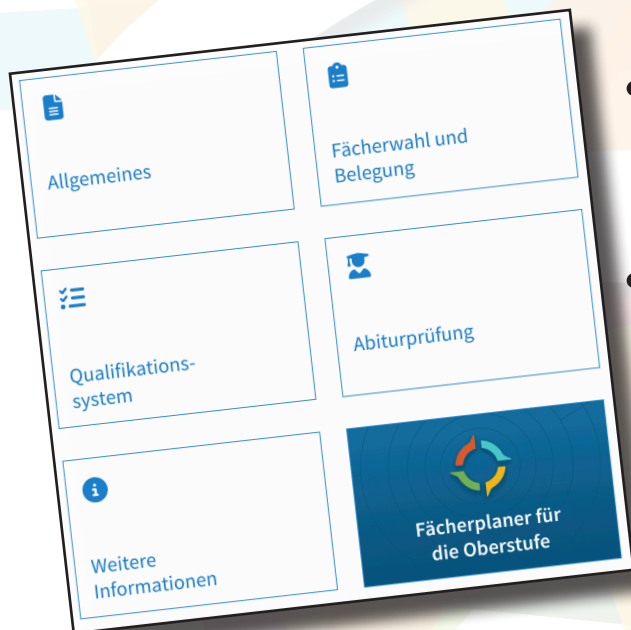 Allgemeines
Fächerwahl und
Belegung
Qualifikations-
system
Abiturprüfung
Weitere
Informationen
Fächerplaner für
die Oberstufe